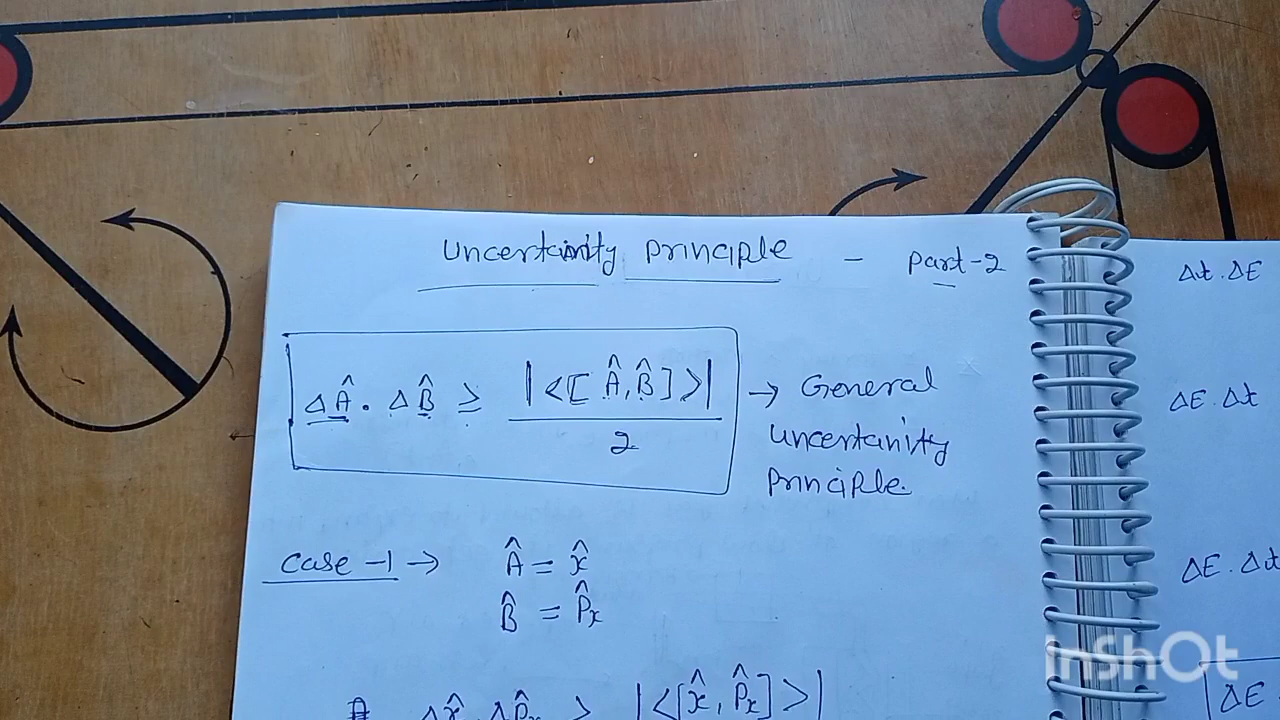 Uncertainity Principle - Part-2
ΔÂ . ΔB̂ ≥ |<[Â,B̂]>| / 2 → General
uncertainity
Principle.
Case-1 → Â = x̂
B̂ = P̂x
Δx̂ . ΔP̂x ≥ |<[x̂, P̂x]>|
Δt . ΔE
ΔE . Δt
ΔE . Δt
ΔE .
InShOt